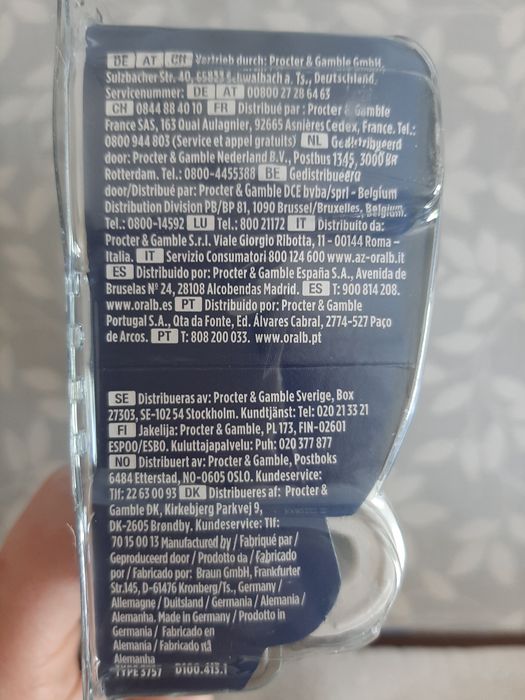 DE AT CH Vertrieb durch: Procter & Gamble GmbH,
Sulzbacher Str. 40, 65833 Schwalbach a. Ts., Deutschland.
Servicenummer: DE AT 00800 27 28 64 63
CH 0844 88 40 10 FR Distribué par : Procter & Gamble
France SAS, 163 Quai Aulagnier, 92665 Asnières Cedex, France. Tel.:
0800 944 803 (Service et appel gratuits) NL Gedistribueerd
door: Procter & Gamble Nederland B.V., Postbus 1345, 3000 BH
Rotterdam. Tel.: 0800-4455388 BE Gedistribueerd
door/Distribué par: Procter & Gamble DCE bvba/sprl - Belgium
Distribution Division PB/BP 81, 1090 Brussel/Bruxelles, Belgium.
Tel.: 0800-14592 LU Tel.: 800 21172 IT Distribuito da:
Procter & Gamble S.r.l. Viale Giorgio Ribotta, 11 - 00144 Roma –
Italia. IT Servizio Consumatori 800 124 600 www.az-oralb.it
ES Distribuido por: Procter & Gamble España S.A., Avenida de
Bruselas Nº 24, 28108 Alcobendas Madrid. ES T: 900 814 208.
www.oralb.es PT Distribuido por: Procter & Gamble
Portugal S.A., Qta da Fonte, Ed. Álvares Cabral, 2774-527 Paço
de Arcos. PT T: 808 200 033. www.oralb.pt
SE Distribueras av: Procter & Gamble Sverige, Box
27303, SE-102 54 Stockholm. Kundtjänst: Tel: 020 21 33 21
FI Jakelija: Procter & Gamble, PL 173, FIN-02601
ESPOO/ESBO. Kuluttajapalvelu: Puh: 020 377 877
NO Distribuert av: Procter & Gamble, Postboks
6484 Etterstad, NO-0605 OSLO. Kundeservice:
Tlf: 22 63 00 93 DK Distribueres af: Procter &
Gamble DK, Kirkebjerg Parkvej 9,
DK-2605 Brøndby. Kundeservice: Tlf:
70 15 00 13 Manufactured by / Fabriqué par /
Geproduceerd door / Prodotto da / Fabricado
por / Fabricado por: Braun GmbH, Frankfurter
Str.145, D-61476 Kronberg/Ts., Germany /
Allemagne / Duitsland / Germania / Alemania /
Alemanha. Made in Germany / Prodotto in
Germania / Fabricado en
Alemania / Fabricado na
Alemanha
TYPE 3757 D100.413.1